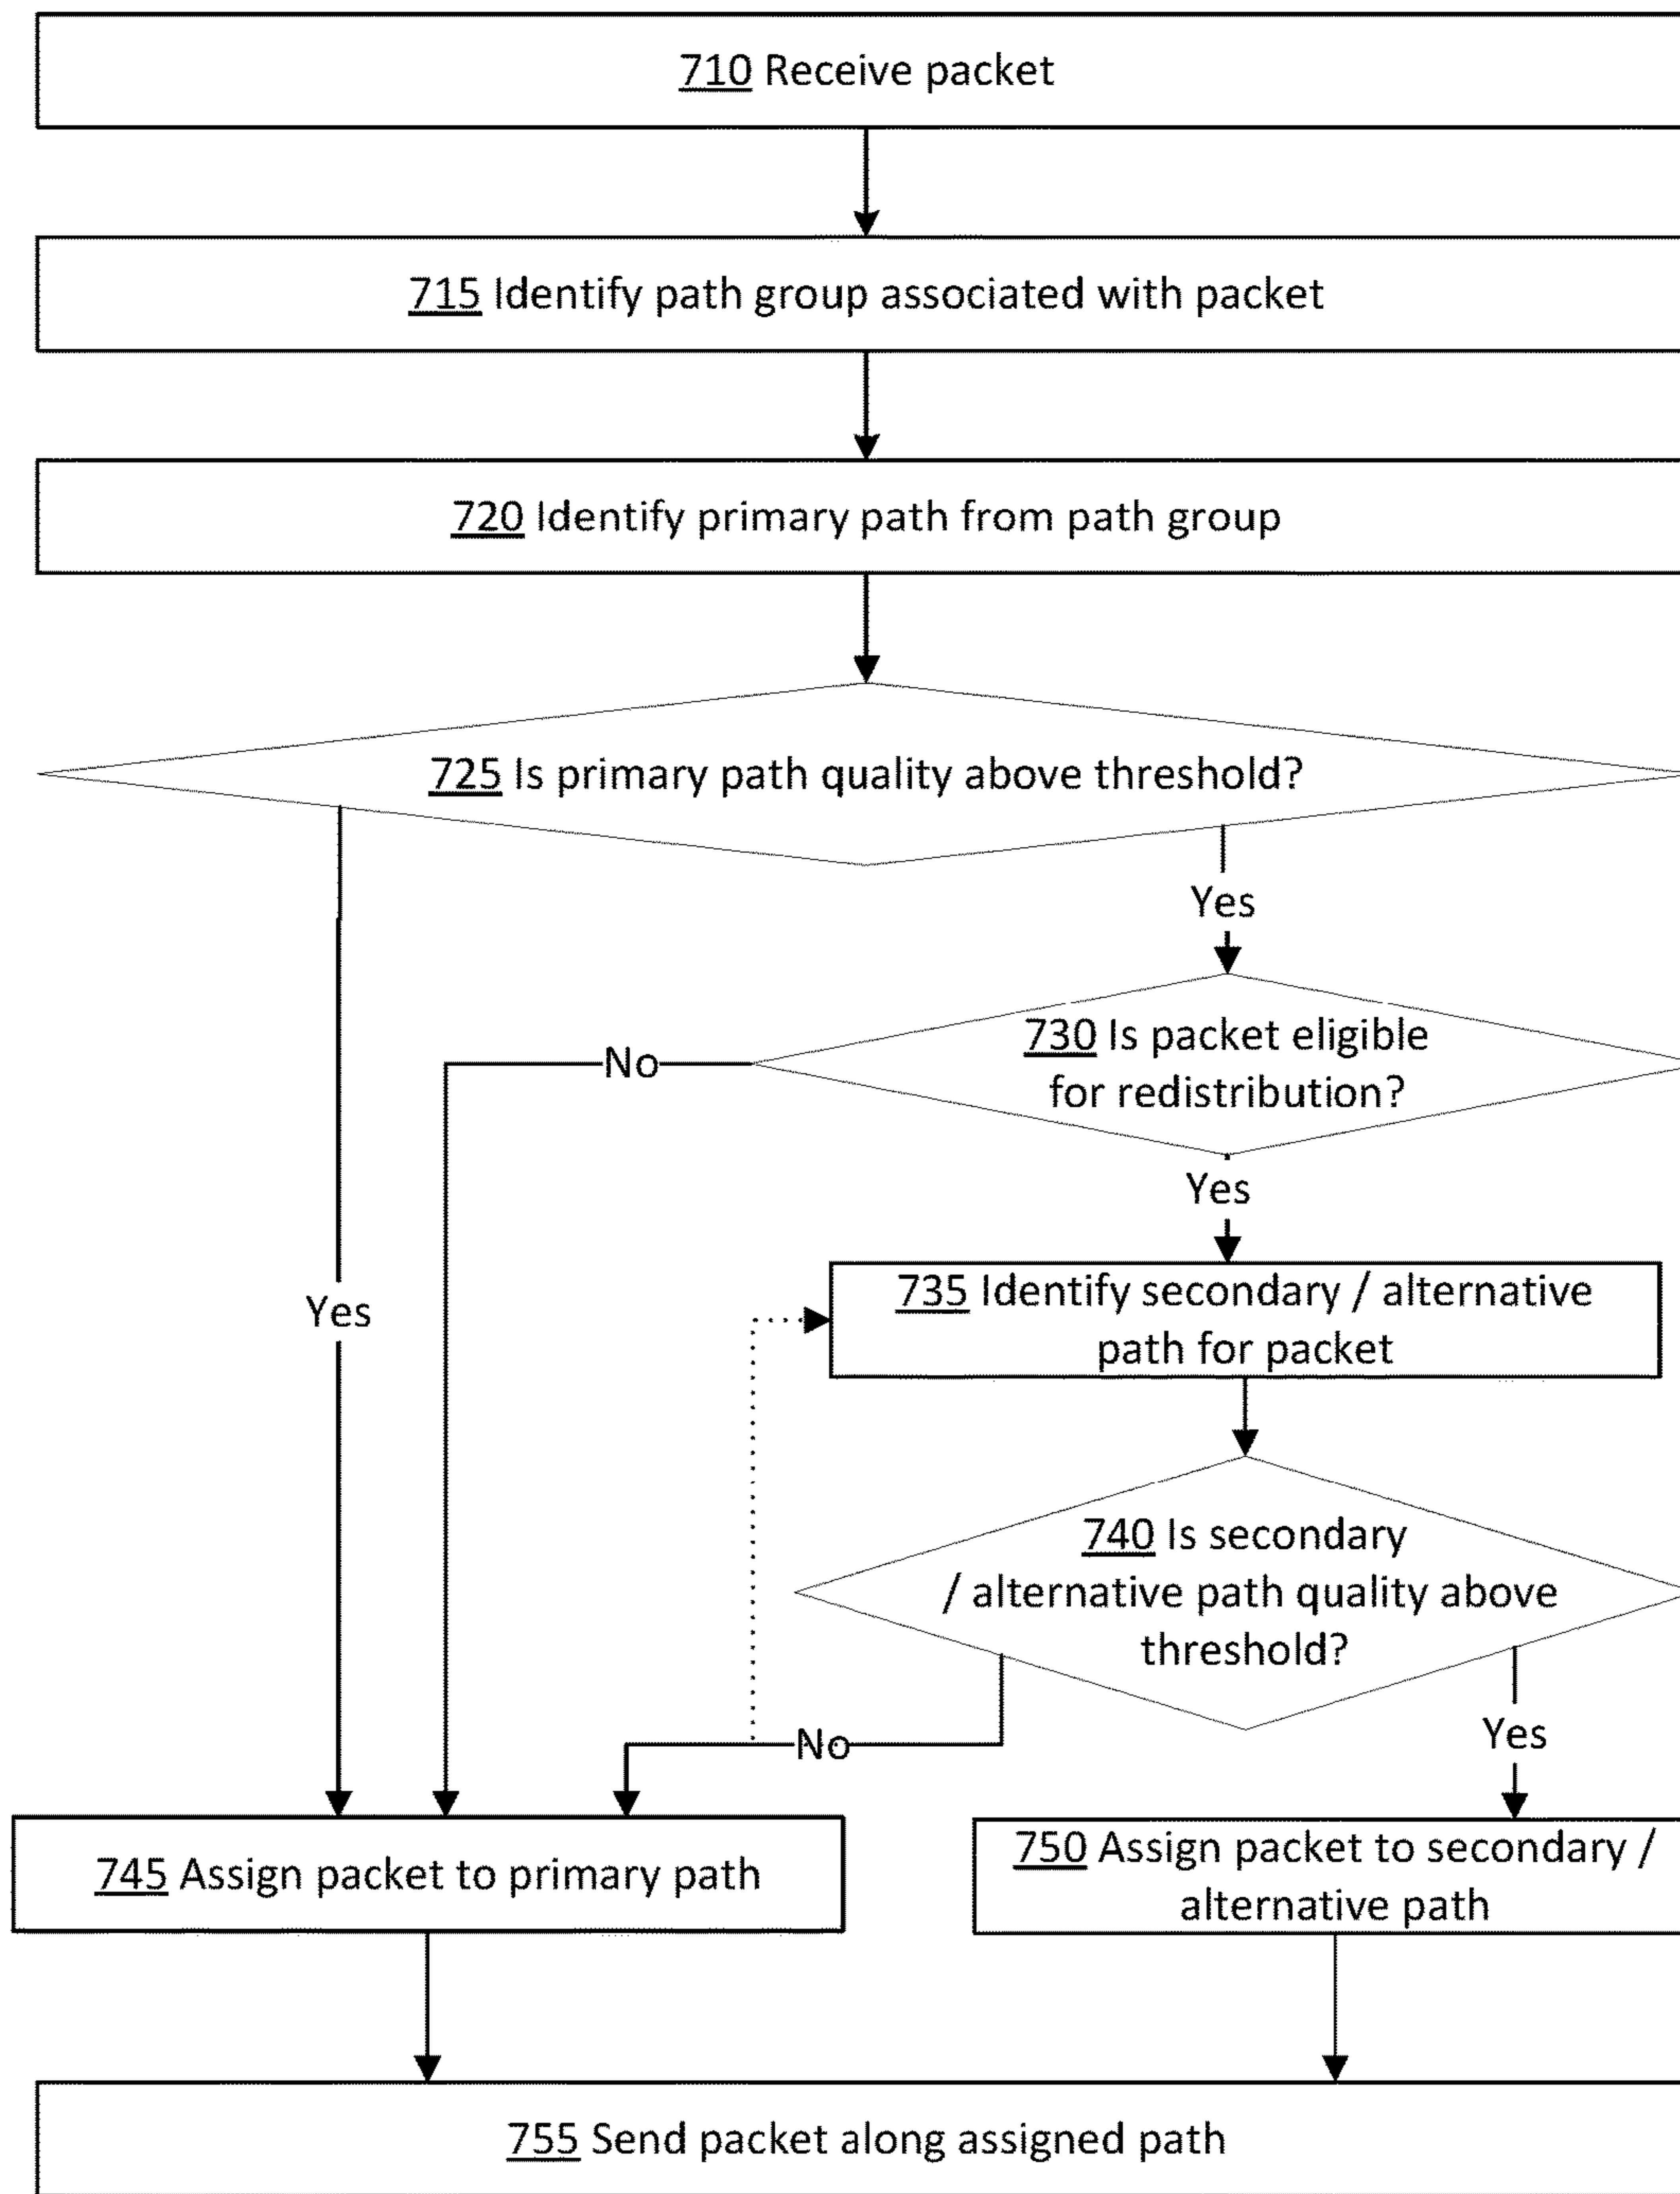 710 Receive packet
715 Identify path group associated with packet
720 Identify primary path from path group
725 Is primary path quality above threshold?
Yes
730 Is packet eligible
for redistribution?
No
Yes
735 Identify secondary / alternative
path for packet
Yes
740 Is secondary
/ alternative path quality above
threshold?
No
Yes
745 Assign packet to primary path
750 Assign packet to secondary /
alternative path
755 Send packet along assigned path